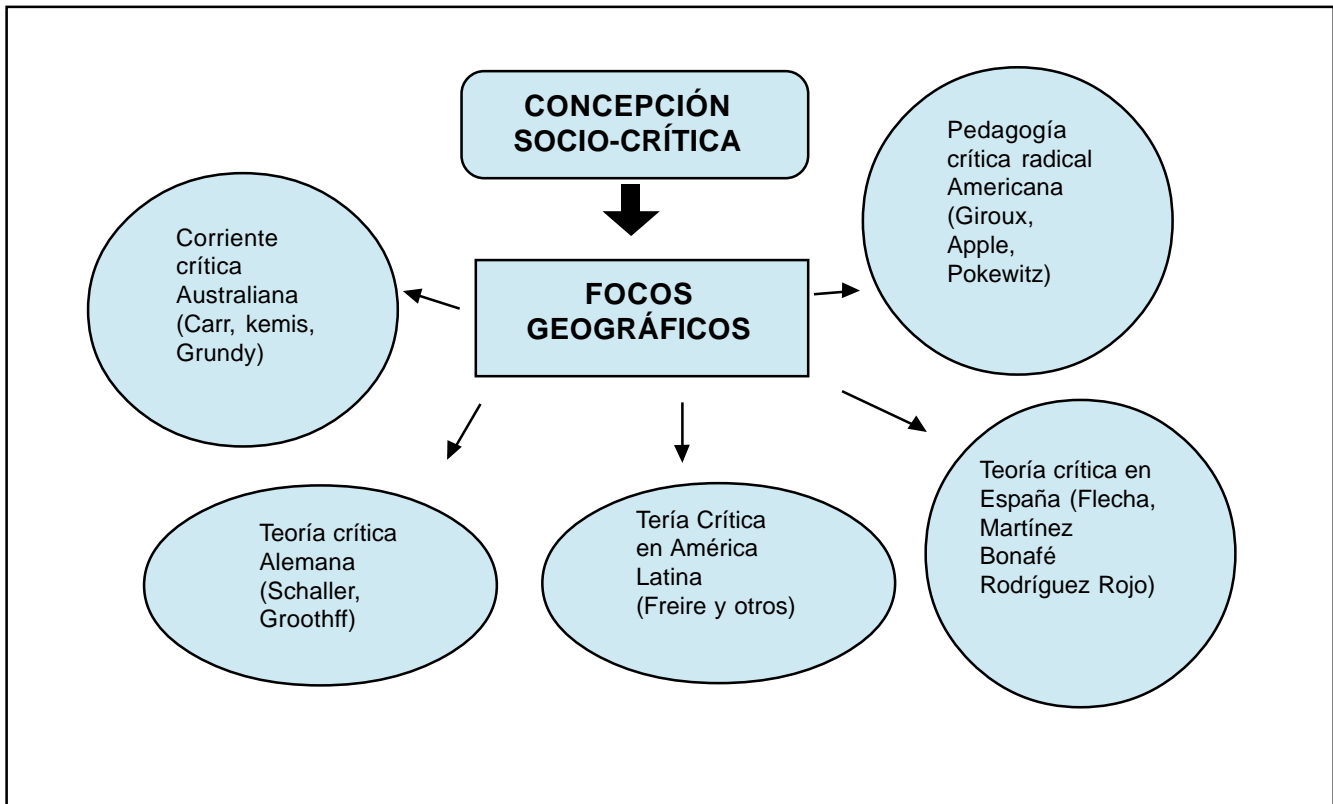 CONCEPCIÓN
SOCIO-CRÍTICA
FOCOS
GEOGRÁFICOS
Corriente
crítica
Australiana
(Carr, kemis,
Grundy)
Pedagogía
crítica radical
Americana
(Giroux,
Apple,
Pokewitz)
Teoría crítica
Alemana
(Schaller,
Groothff)
Tería Crítica
en América
Latina
(Freire y otros)
Teoría crítica en
España (Flecha,
Martínez
Bonafé
Rodríguez Rojo)